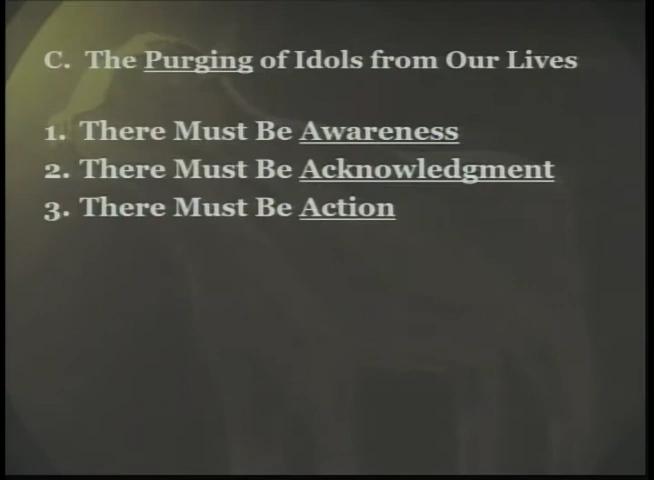 C. The Purging of Idols from Our Lives
1. There Must Be Awareness
2. There Must Be Acknowledgment
3. There Must Be Action